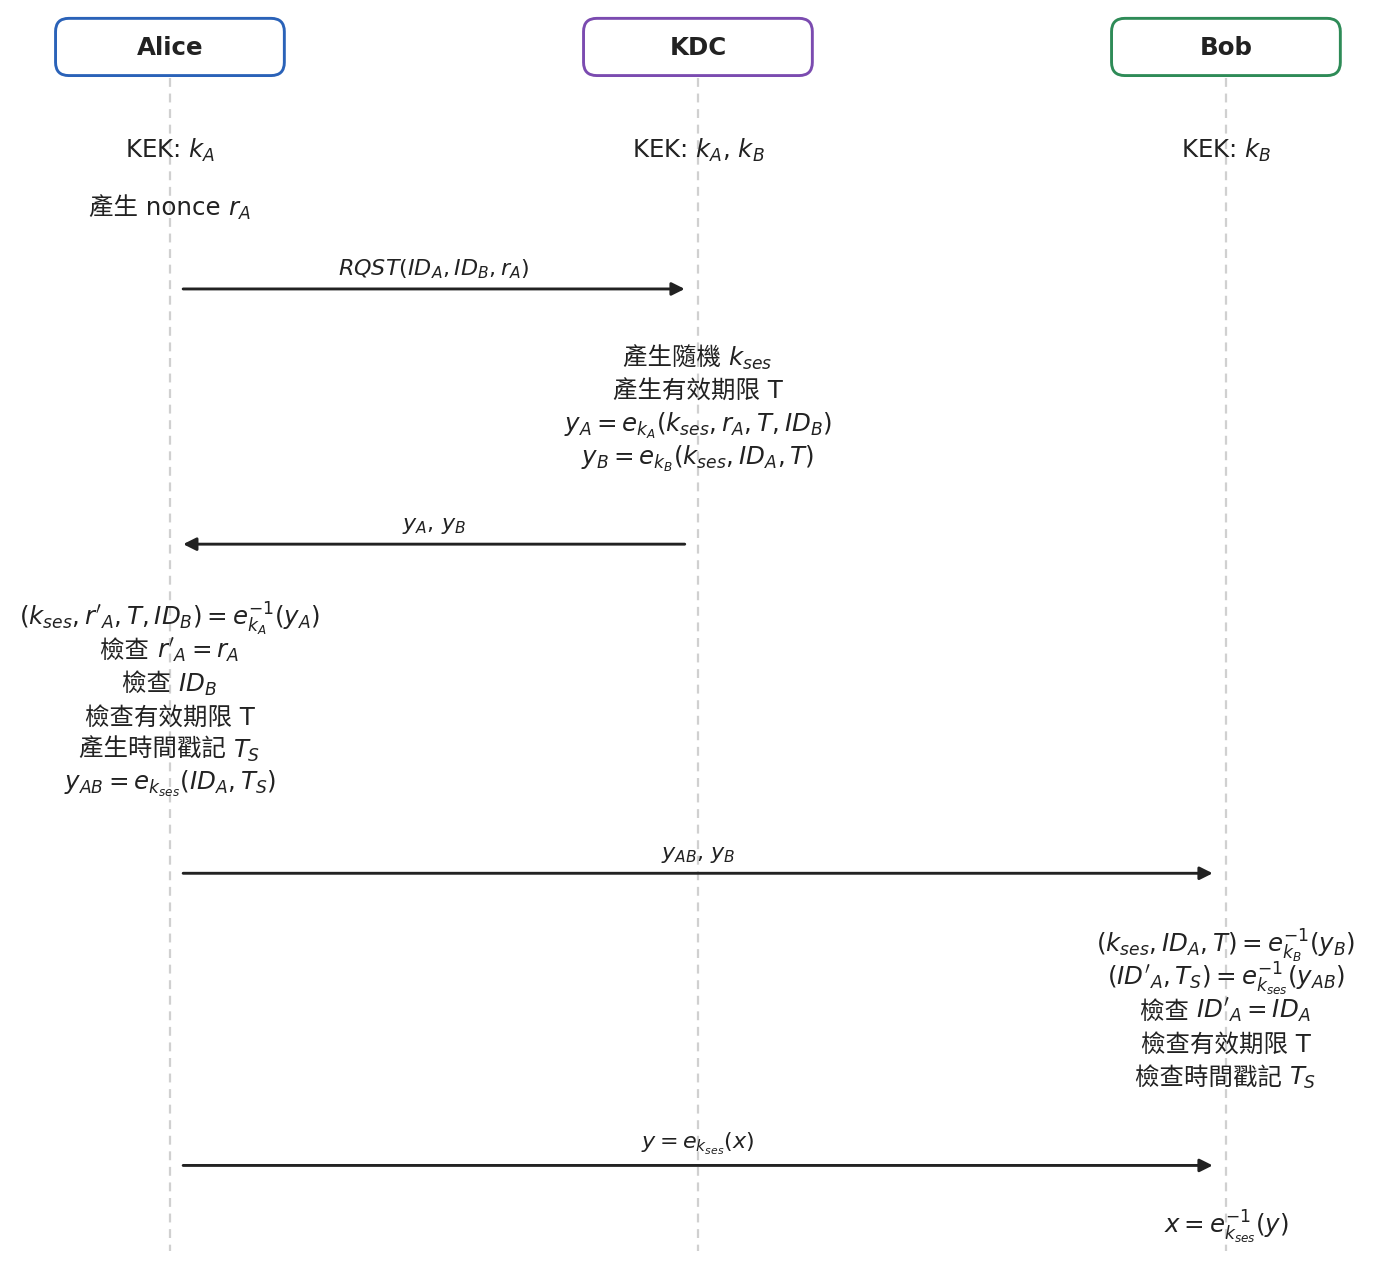 Alice
KDC
Bob
KEK: k_A
KEK: k_A, k_B
KEK: k_B
產生 nonce r_A
RQST(ID_A, ID_B, r_A)
產生隨機 k_ses
產生有效期限 T
y_A = e_{k_A}(k_ses, r_A, T, ID_B)
y_B = e_{k_B}(k_ses, ID_A, T)
y_A, y_B
(k_ses, r'_A, T, ID_B) = e_{k_A}^{-1}(y_A)
檢查 r'_A = r_A
檢查 ID_B
檢查有效期限 T
產生時間戳記 T_S
y_AB = e_{k_ses}(ID_A, T_S)
y_AB, y_B
(k_ses, ID_A, T) = e_{k_B}^{-1}(y_B)
(ID'_A, T_S) = e_{k_ses}^{-1}(y_AB)
檢查 ID'_A = ID_A
檢查有效期限 T
檢查時間戳記 T_S
y = e_{k_ses}(x)
x = e_{k_ses}^{-1}(y)